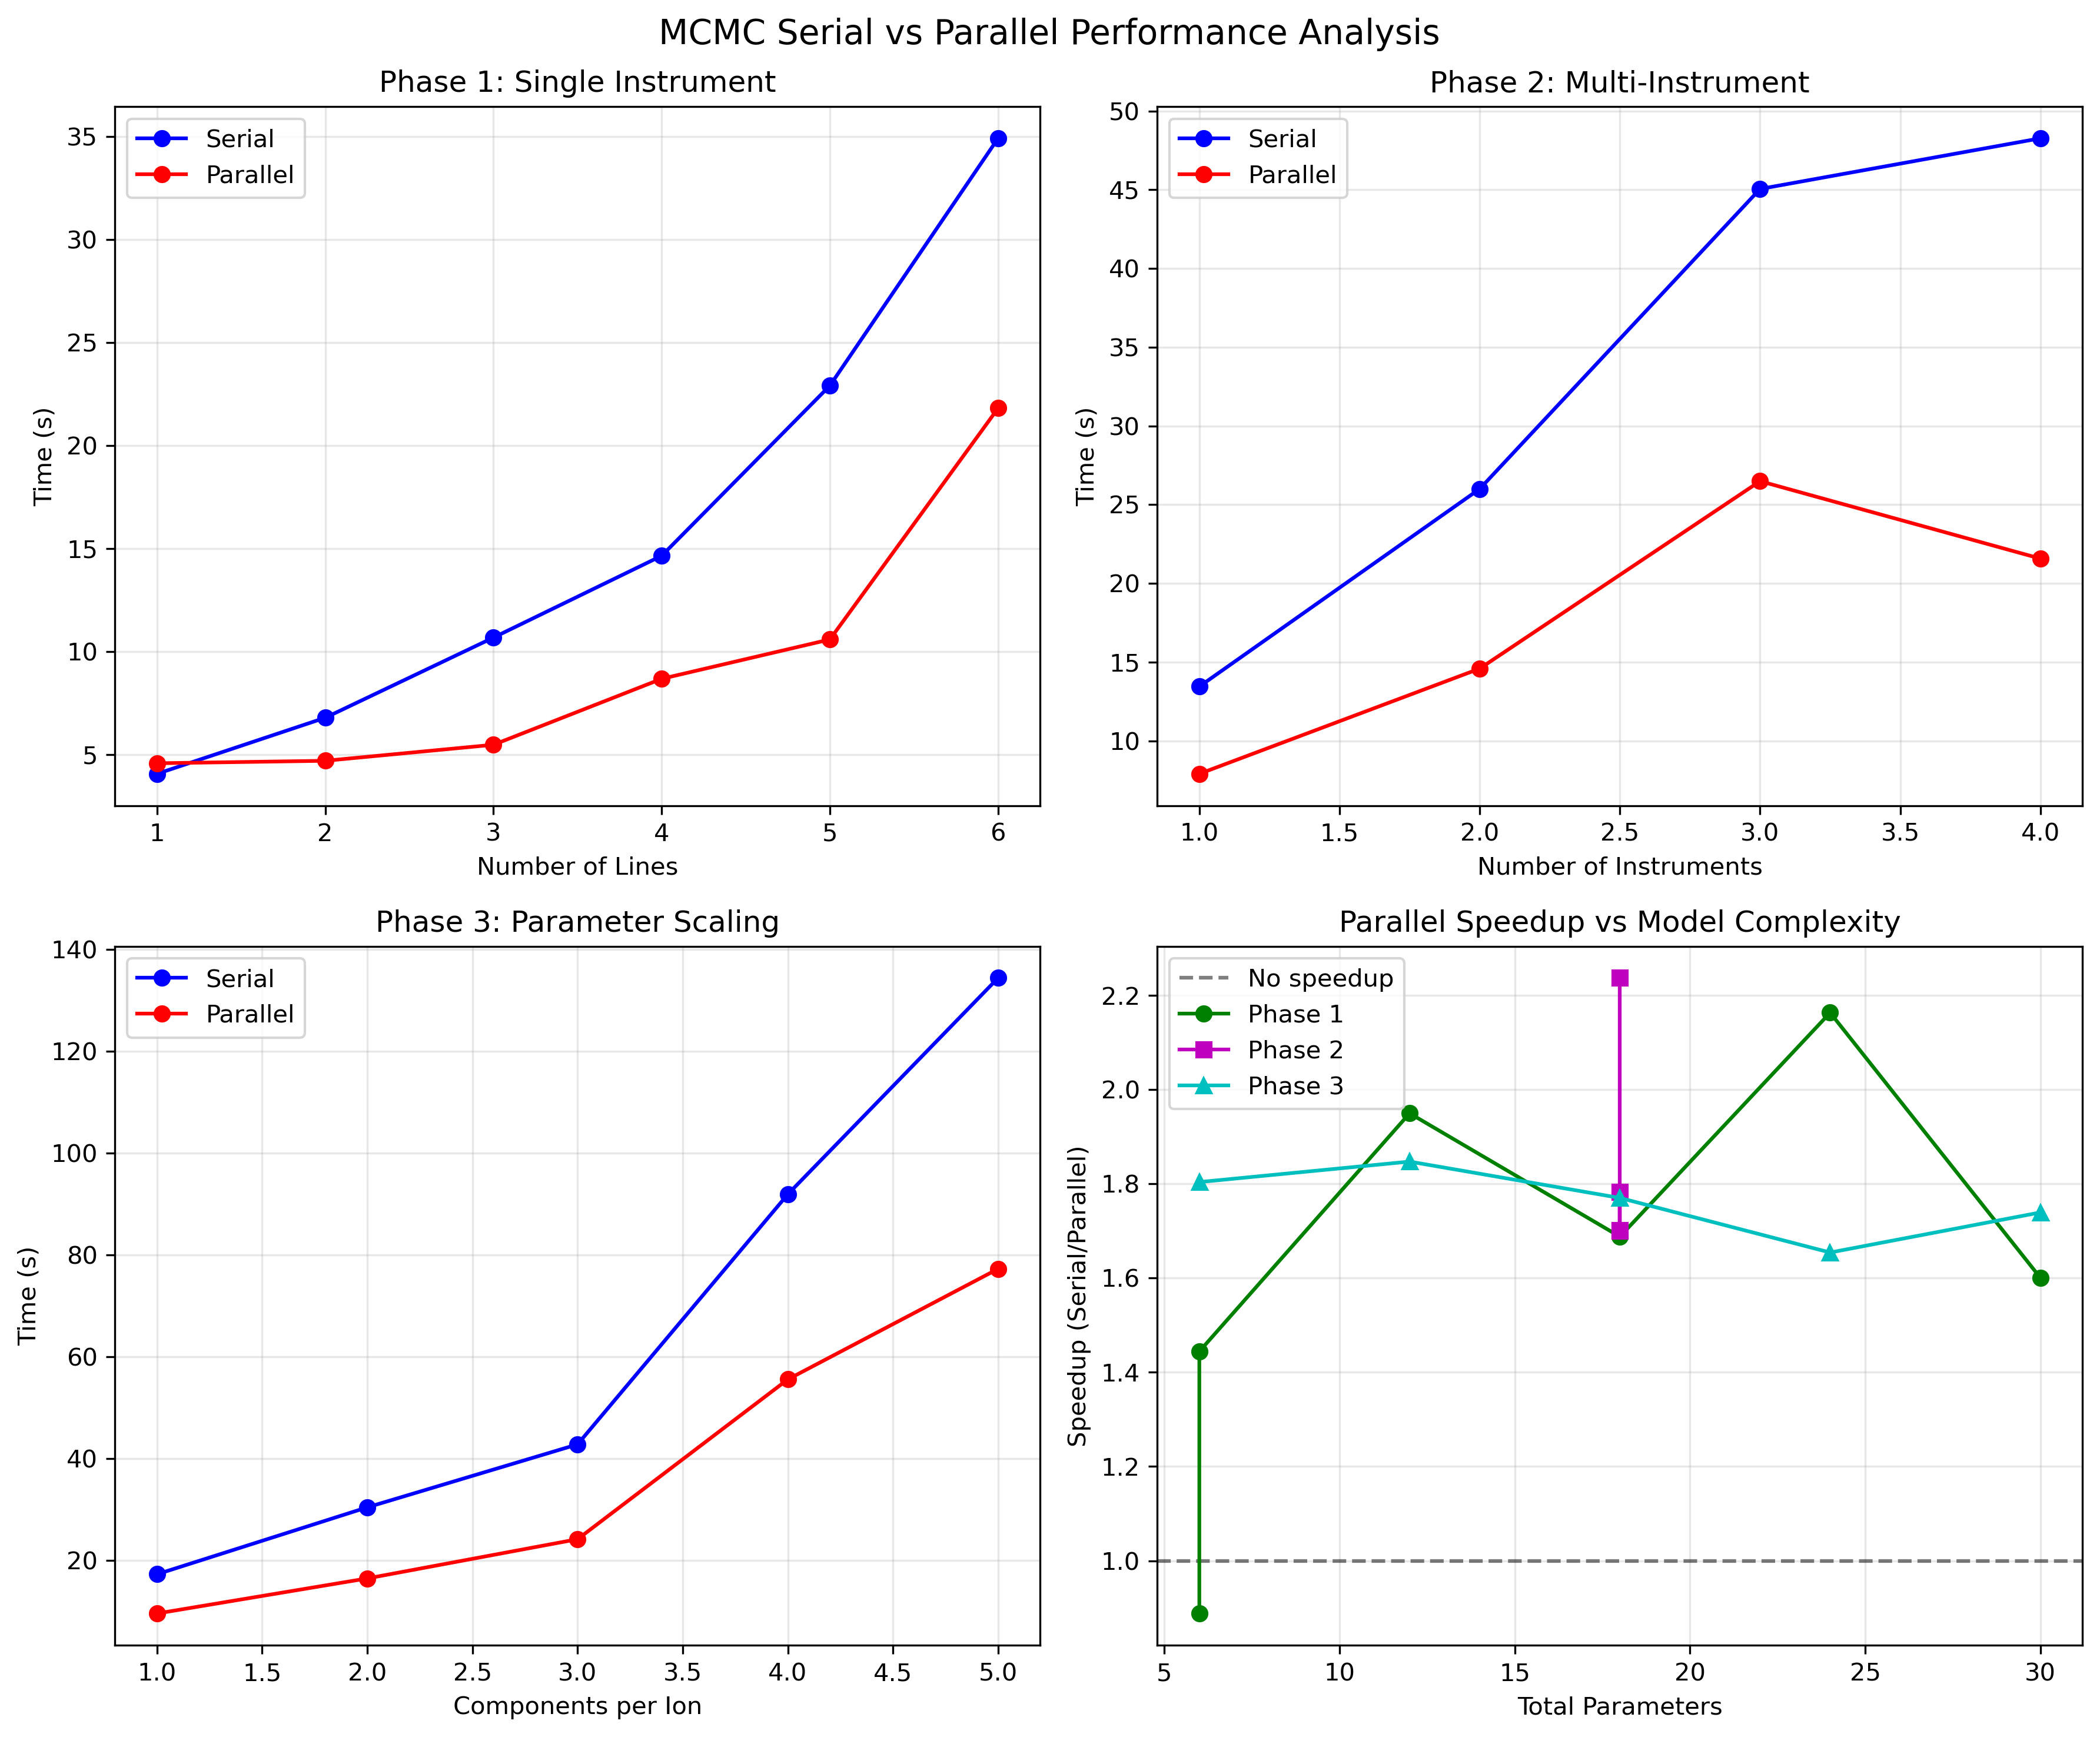 MCMC Serial vs Parallel Performance Analysis
Phase 1: Single Instrument
Serial
Parallel
35
30
25
20
15
10
5
Time (s)
1 2 3 4 5 6
Number of Lines
Phase 2: Multi-Instrument
Serial
Parallel
50
45
40
35
30
25
20
15
10
Time (s)
1.0 1.5 2.0 2.5 3.0 3.5 4.0
Number of Instruments
Phase 3: Parameter Scaling
Serial
Parallel
140
120
100
80
60
40
20
Time (s)
1.0 1.5 2.0 2.5 3.0 3.5 4.0 4.5 5.0
Components per Ion
Parallel Speedup vs Model Complexity
No speedup
Phase 1
Phase 2
Phase 3
2.2
2.0
1.8
1.6
1.4
1.2
1.0
Speedup (Serial/Parallel)
5 10 15 20 25 30
Total Parameters